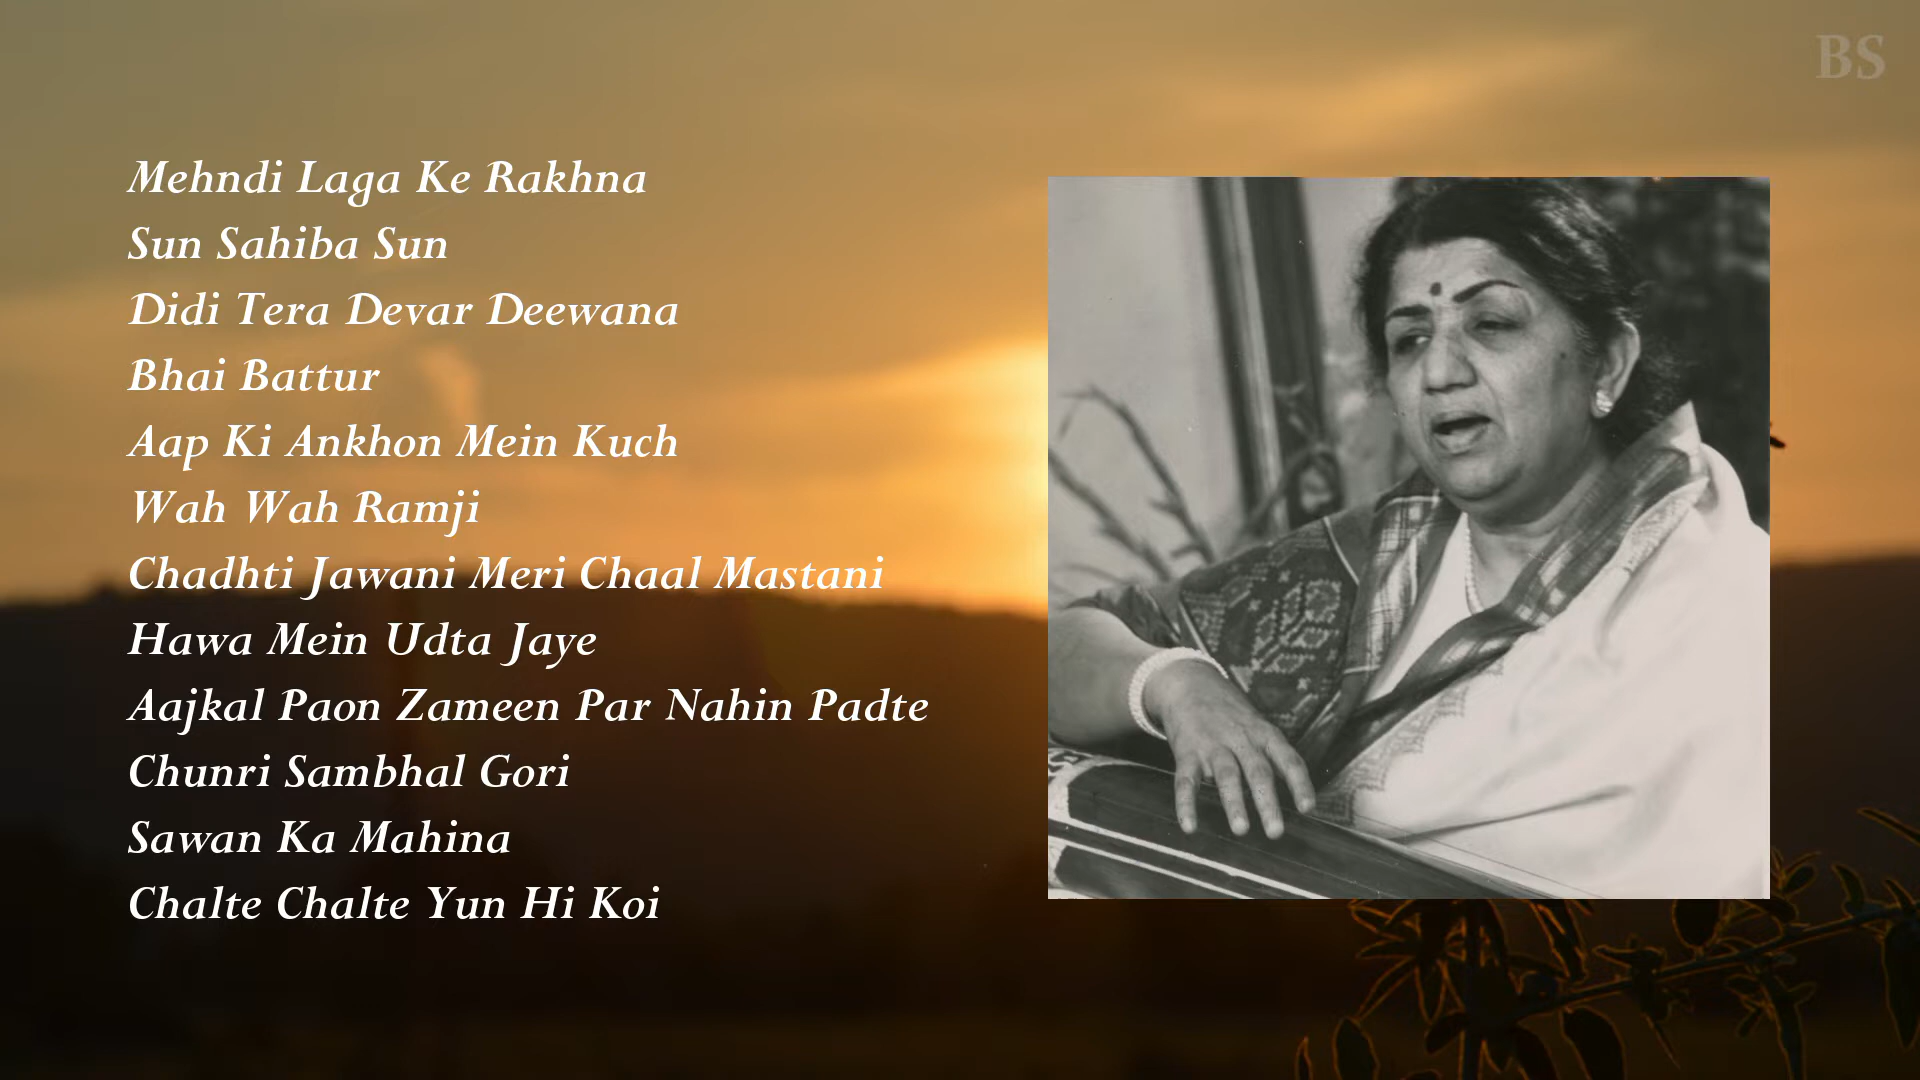 BS
Mehndi Laga Ke Rakhna
Sun Sahiba Sun
Didi Tera Devar Deewana
Bhai Battur
Aap Ki Ankhon Mein Kuch
Wah Wah Ramji
Chadhti Jawani Meri Chaal Mastani
Hawa Mein Udta Jaye
Aajkal Paon Zameen Par Nahin Padte
Chunri Sambhal Gori
Sawan Ka Mahina
Chalte Chalte Yun Hi Koi